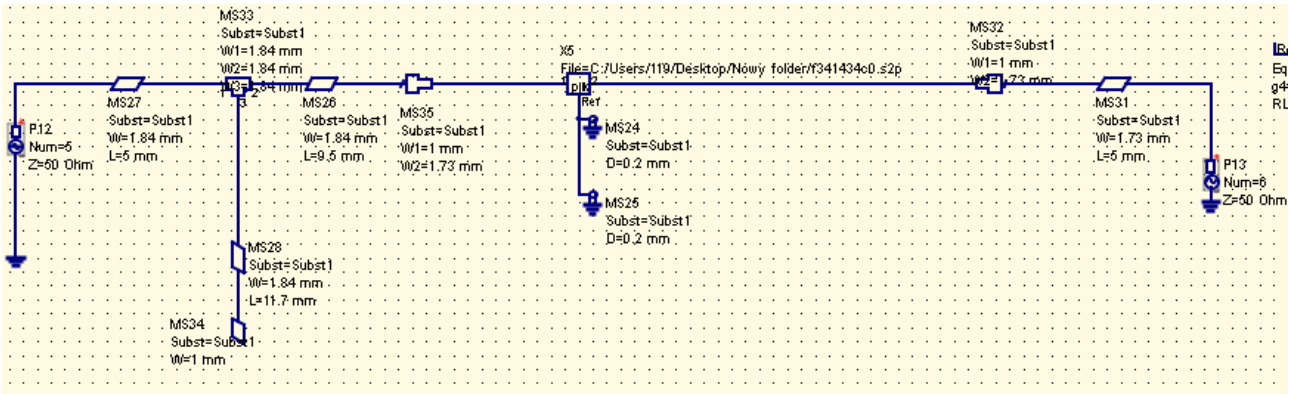 MS33
Subst=Subst1
W1=1.84 mm
W2=1.84 mm
W3=1.84 mm
3
MS27
Subst=Subst1
W=1.84 mm
L=5 mm
P12
Num=5
Z=50 Ohm
MS26
Subst=Subst1
W=1.84 mm
L=9.5 mm
MS35
Subst=Subst1
W1=1 mm
W2=1.73 mm
X5
File=C:/Users/119/Desktop/Nowy folder/f341434c0.s2p
plik
Ref
MS24
Subst=Subst1
D=0.2 mm
MS25
Subst=Subst1
D=0.2 mm
MS32
Subst=Subst1
W1=1 mm
W2=1.73 mm
MS31
Subst=Subst1
W=1.73 mm
L=5 mm
P13
Num=6
Z=50 Ohm
MS28
Subst=Subst1
W=1.84 mm
L=11.7 mm
MS34
Subst=Subst1
W=1 mm
Eq
RL